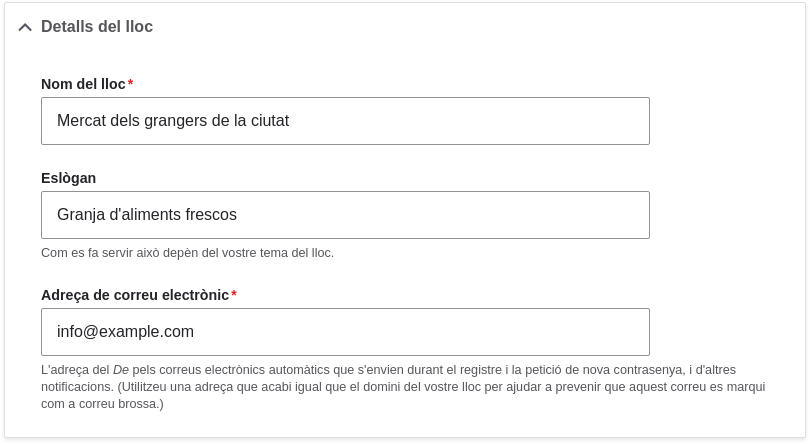 Detalls del lloc
Nom del lloc*
Mercat dels grangers de la ciutat
Eslògan
Granja d'aliments frescos
Com es fa servir això depèn del vostre tema del lloc.
Adreça de correu electrònic*
info@example.com
L'adreça del De pels correus electrònics automàtics que s'envien durant el registre i la petició de nova contrasenya, i d'altres
notificacions. (Utilitzeu una adreça que acabi igual que el domini del vostre lloc per ajudar a prevenir que aquest correu es marqui
com a correu brossa.)